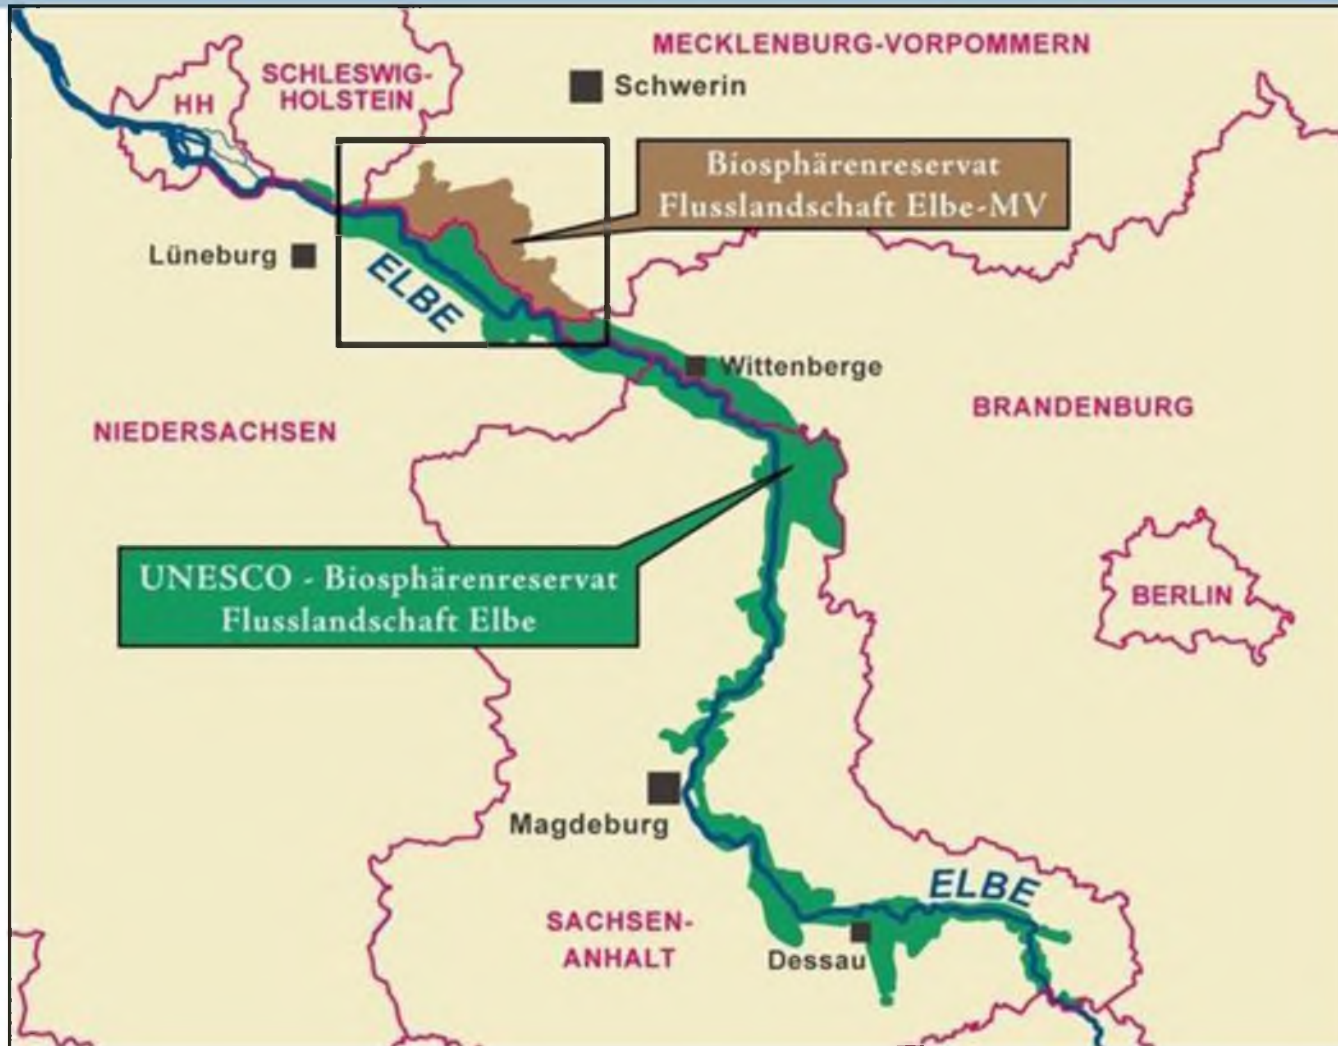 MECKLENBURG-VORPOMMERN
SCHLESWIG-
HOLSTEIN
HH
Schwerin
Biosphärenreservat
Flusslandschaft Elbe-MV
Lüneburg
ELBE
Wittenberge
BRANDENBURG
NIEDERSACHSEN
UNESCO - Biosphärenreservat
Flusslandschaft Elbe
BERLIN
Magdeburg
ELBE
SACHSEN-
ANHALT
Dessau